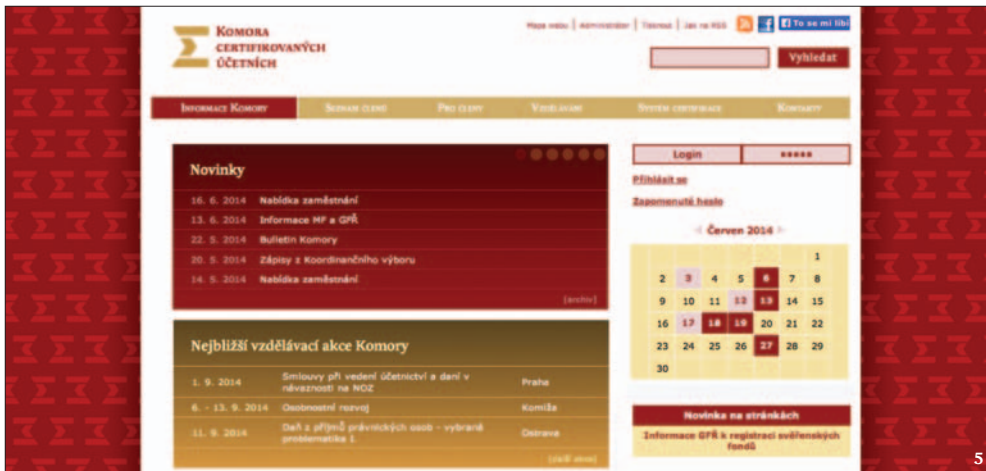 Komora
certifikovaných
účetních
Mapa webu | Administrátor | Tisknout | Jak na RSS
To se mi líbí
Vyhledat
Informace Komory
Seznam členů
Pro členy
Vzdělávání
Systém certifikace
Kontakty
Novinky
16. 6. 2014 Nabídka zaměstnání
13. 6. 2014 Informace MF a GFŘ
22. 5. 2014 Bulletin Komory
20. 5. 2014 Zápisy z Koordinančního výboru
14. 5. 2014 Nabídka zaměstnání
[archiv]
Nejbližší vzdělávací akce Komory
1. 9. 2014 Smlouvy při vedení účetnictví a daní v
návaznosti na NOZ Praha
6. - 13. 9. 2014 Osobnostní rozvoj Komiža
11. 9. 2014 Daň z příjmů právnických osob - vybraná
problematika I Ostrava
[další akce]
Login
Přihlásit se
Zapomenuté heslo
Červen 2014
1
2 3 4 5 6 7 8
9 10 11 12 13 14 15
16 17 18 19 20 21 22
23 24 25 26 27 28 29
30
Novinka na stránkách
Informace GFŘ k registraci svěřenských
fondů
5